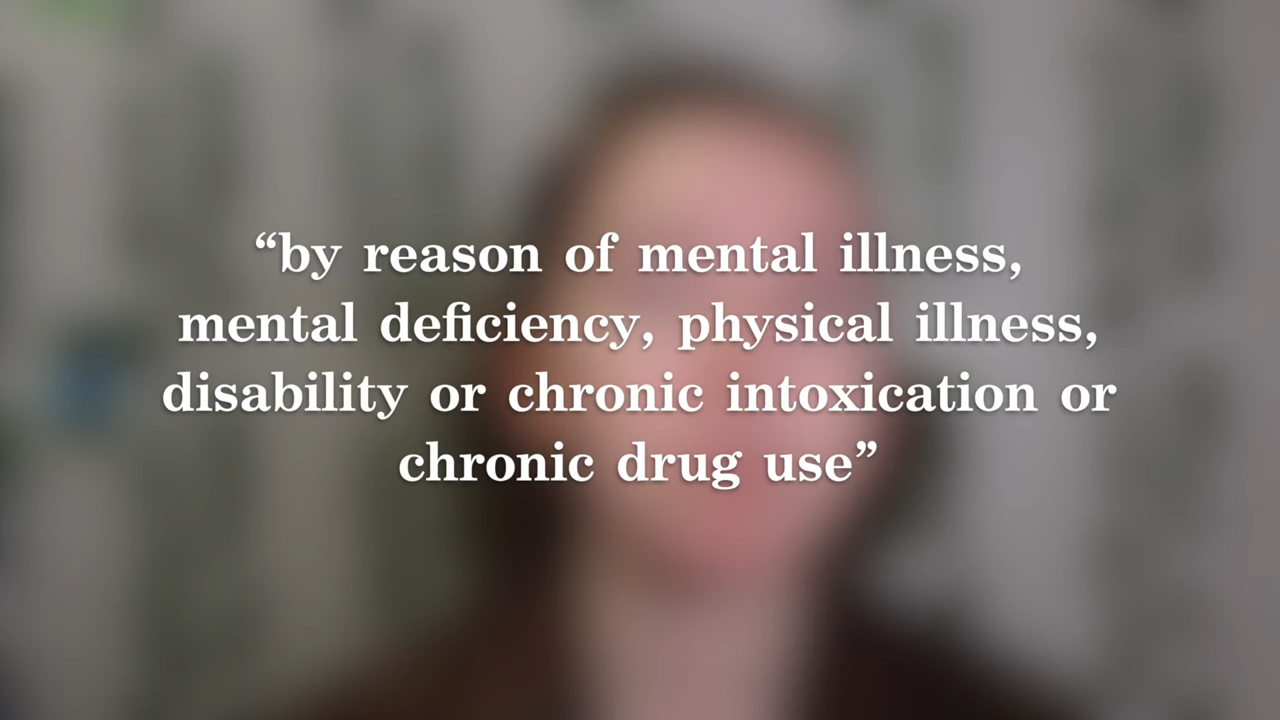 “by reason of mental illness,
mental deficiency, physical illness,
disability or chronic intoxication or
chronic drug use”